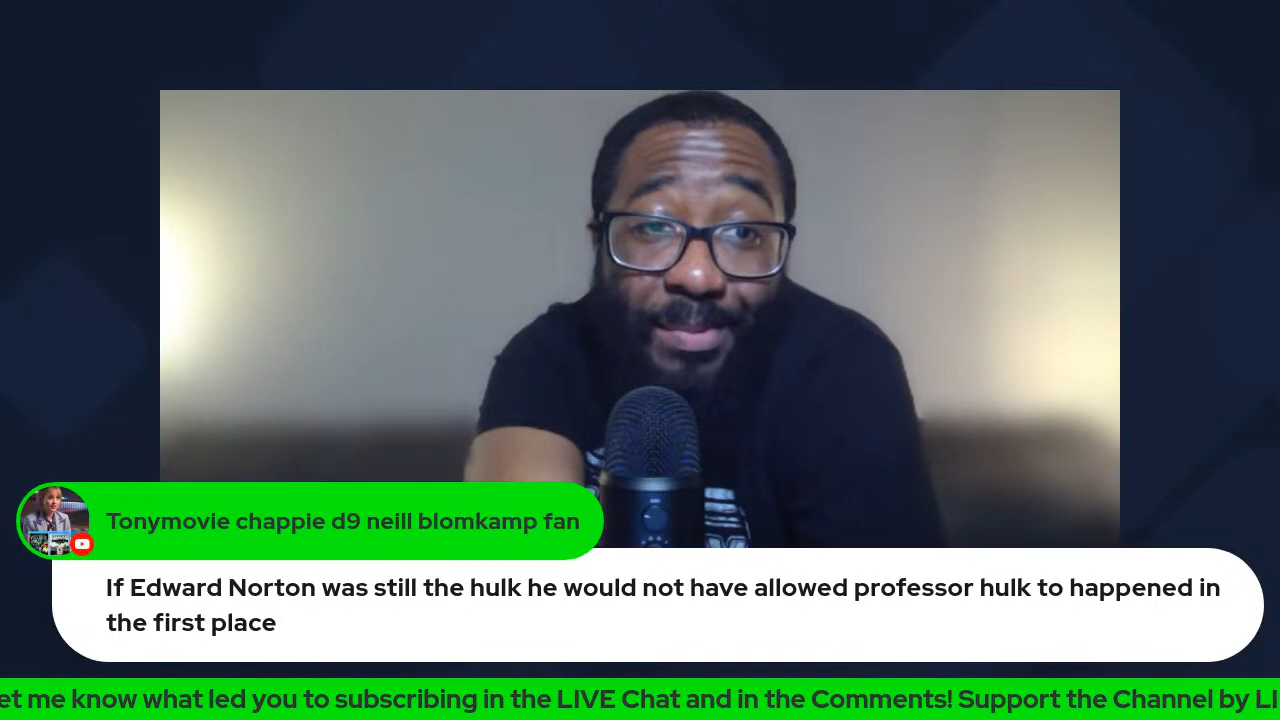 Tonymovie chappie d9 neill blomkamp fan
If Edward Norton was still the hulk he would not have allowed professor hulk to happened in
the first place
et me know what led you to subscribing in the LIVE Chat and in the Comments! Support the Channel by LI